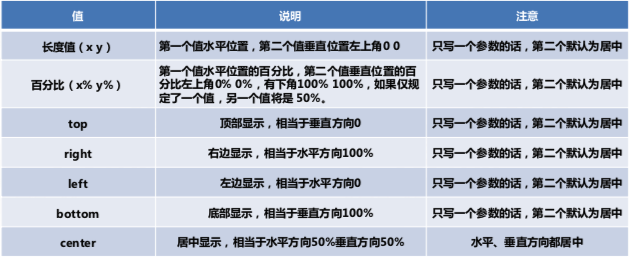 值 说明 注意
长度值（x y） 第一个值水平位置，第二个值垂直位置左上角0 0 只写一个参数的话，第二个默认为居中
百分比（x% y%） 第一个值水平位置的百分比，第二个值垂直位置的百
分比左上角0% 0%，有下角100% 100%，如果仅规
定了一个值，另一个值将是 50%。 只写一个参数的话，第二个默认为居中
top 顶部显示，相当于垂直方向0 只写一个参数的话，第二个默认为居中
right 右边显示，相当于水平方向100% 只写一个参数的话，第二个默认为居中
left 左边显示，相当于水平方向0 只写一个参数的话，第二个默认为居中
bottom 底部显示，相当于垂直方向100% 只写一个参数的话，第二个默认为居中
center 居中显示，相当于水平方向50%垂直方向50% 水平、垂直方向都居中